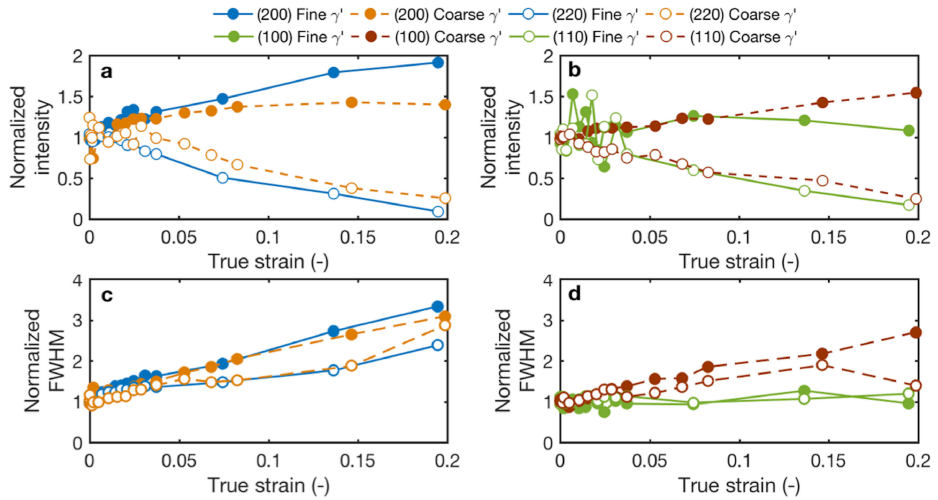 (200) Fine γ' (200) Coarse γ' (220) Fine γ' (220) Coarse γ'
(100) Fine γ' (100) Coarse γ' (110) Fine γ' (110) Coarse γ'
a
Normalized
intensity
2
1.5
1
0.5
0
0 0.05 0.1 0.15 0.2
True strain (-)
b
Normalized
intensity
2
1.5
1
0.5
0
0 0.05 0.1 0.15 0.2
True strain (-)
c
Normalized
FWHM
4
3
2
1
0
0 0.05 0.1 0.15 0.2
True strain (-)
d
Normalized
FWHM
4
3
2
1
0
0 0.05 0.1 0.15 0.2
True strain (-)